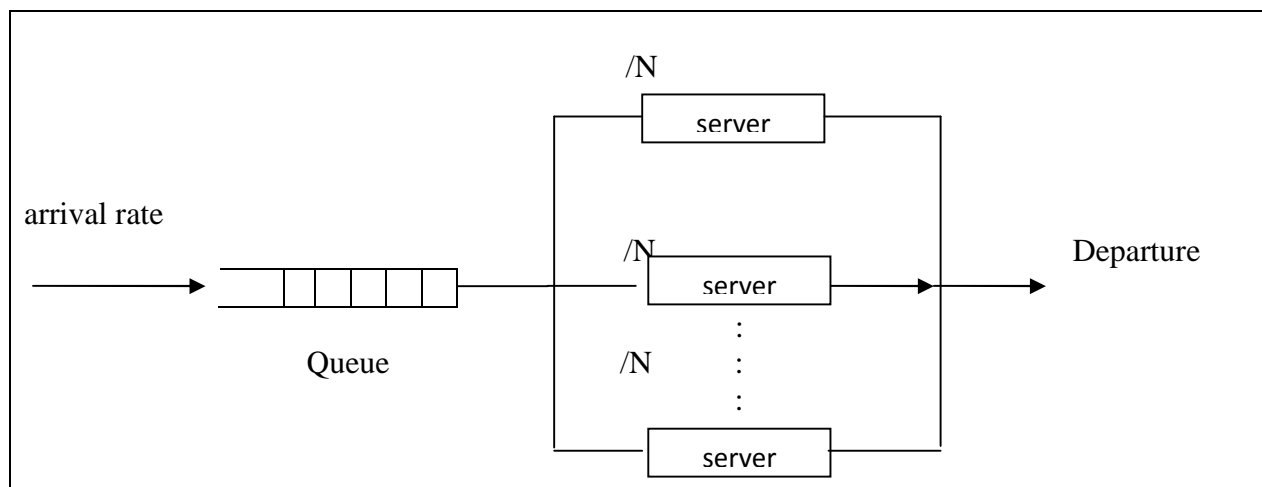 /N
server
arrival rate
/N
server
Departure
Queue
/N
server